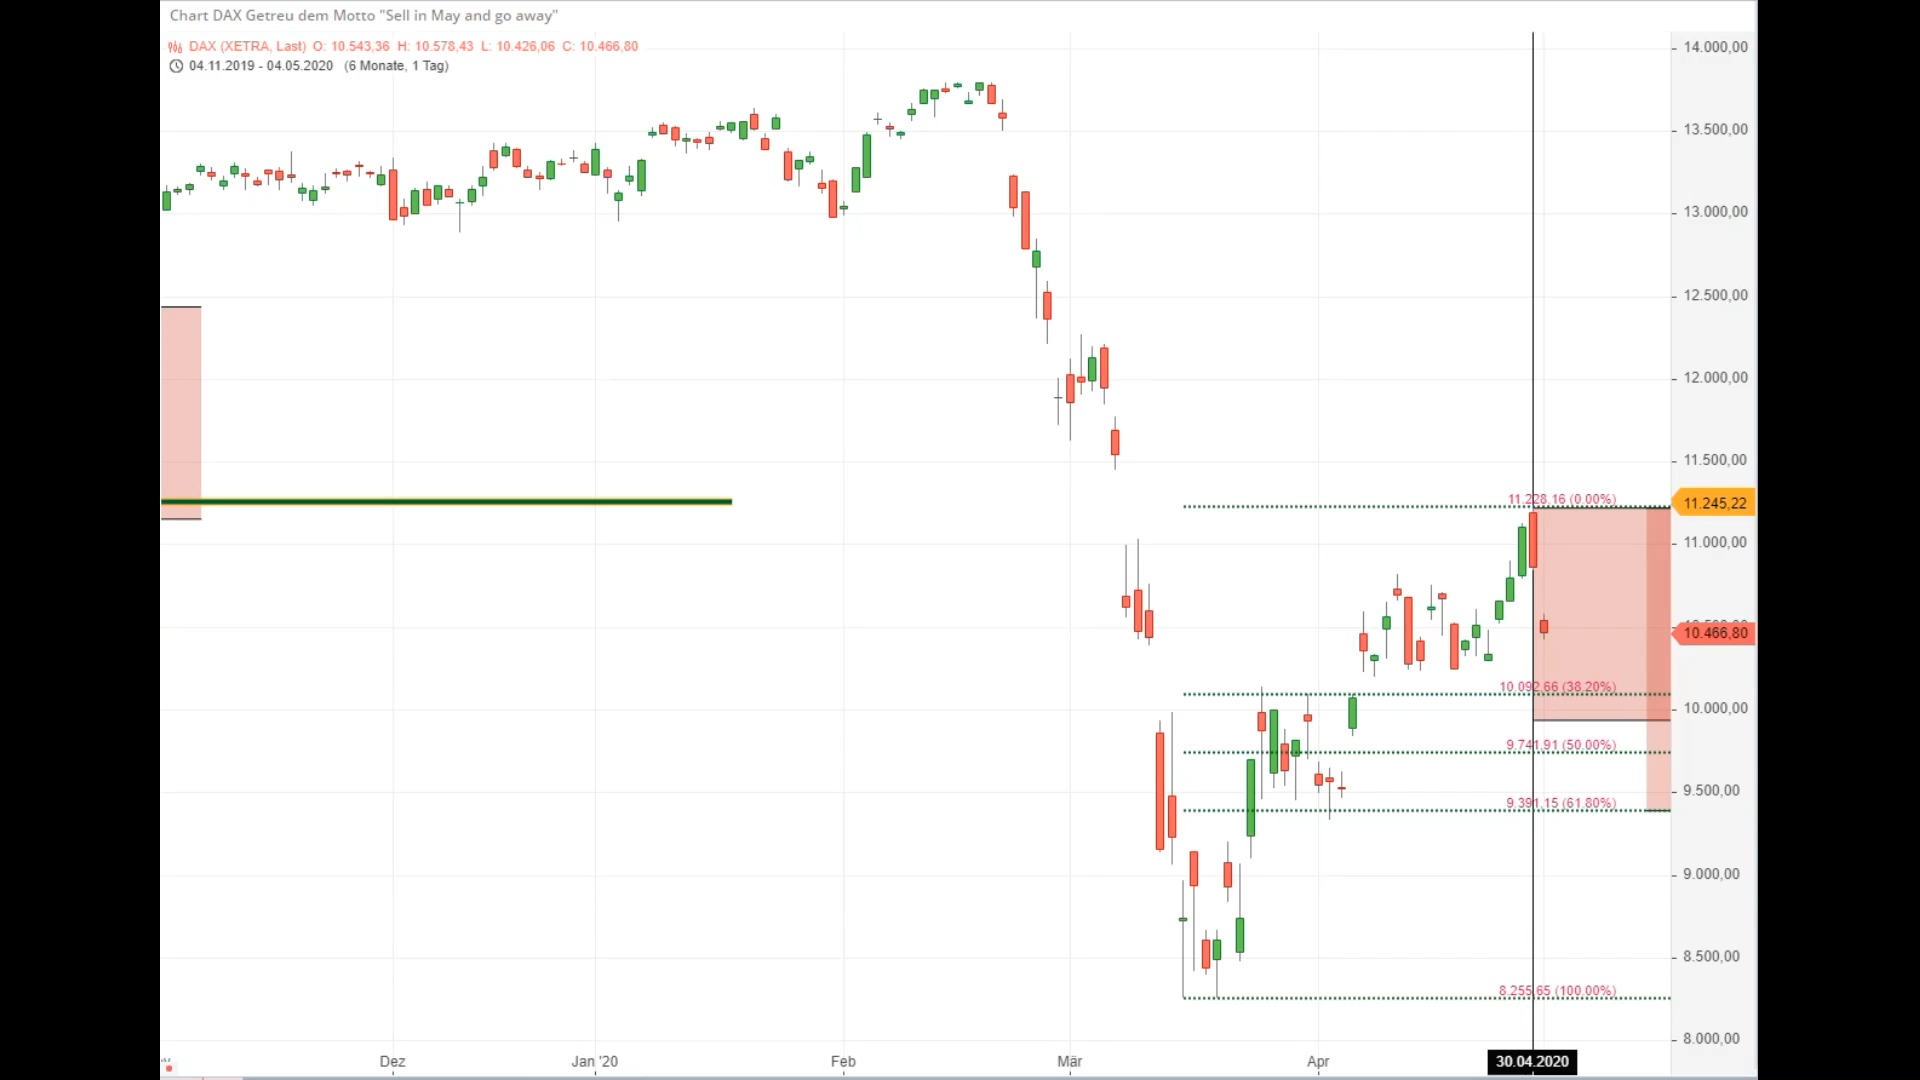 Chart DAX Getreu dem Motto "Sell in May and go away"
DAX (XETRA, Last) O: 10.543,36 H: 10.578,43 L: 10.426,06 C: 10.466,80
04.11.2019 - 04.05.2020 (6 Monate, 1 Tag)
14.000,00
13.500,00
13.000,00
12.500,00
12.000,00
11.500,00
11.228,16 (0.00%)
11.245,22
11.000,00
10.466,80
10.092,66 (38.20%)
10.000,00
9.741,91 (50.00%)
9.500,00
9.391,15 (61.80%)
9.000,00
8.500,00
8.255,65 (100.00%)
8.000,00
Dez
Jan '20
Feb
Mär
Apr
30.04.2020